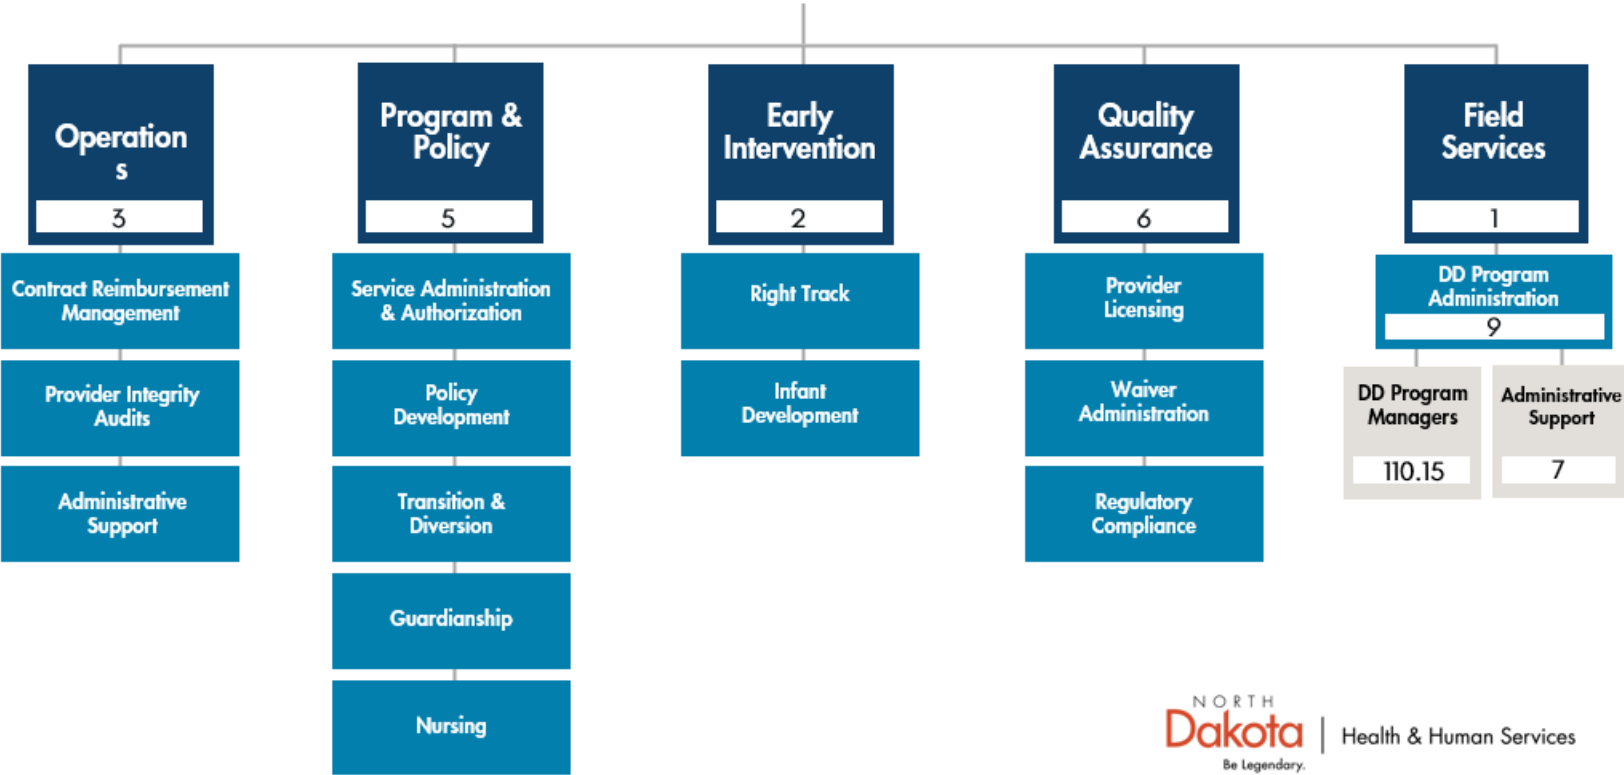 Operation
s
3
Contract Reimbursement
Management
Provider Integrity
Audits
Administrative
Support
Program &
Policy
5
Service Administration
& Authorization
Policy
Development
Transition &
Diversion
Guardianship
Nursing
Early
Intervention
2
Right Track
Infant
Development
Quality
Assurance
6
Provider
Licensing
Waiver
Administration
Regulatory
Compliance
Field
Services
1
DD Program
Administration
9
DD Program
Managers
110.15
Administrative
Support
7
NORTH
Dakota
Be Legendary.
Health & Human Services